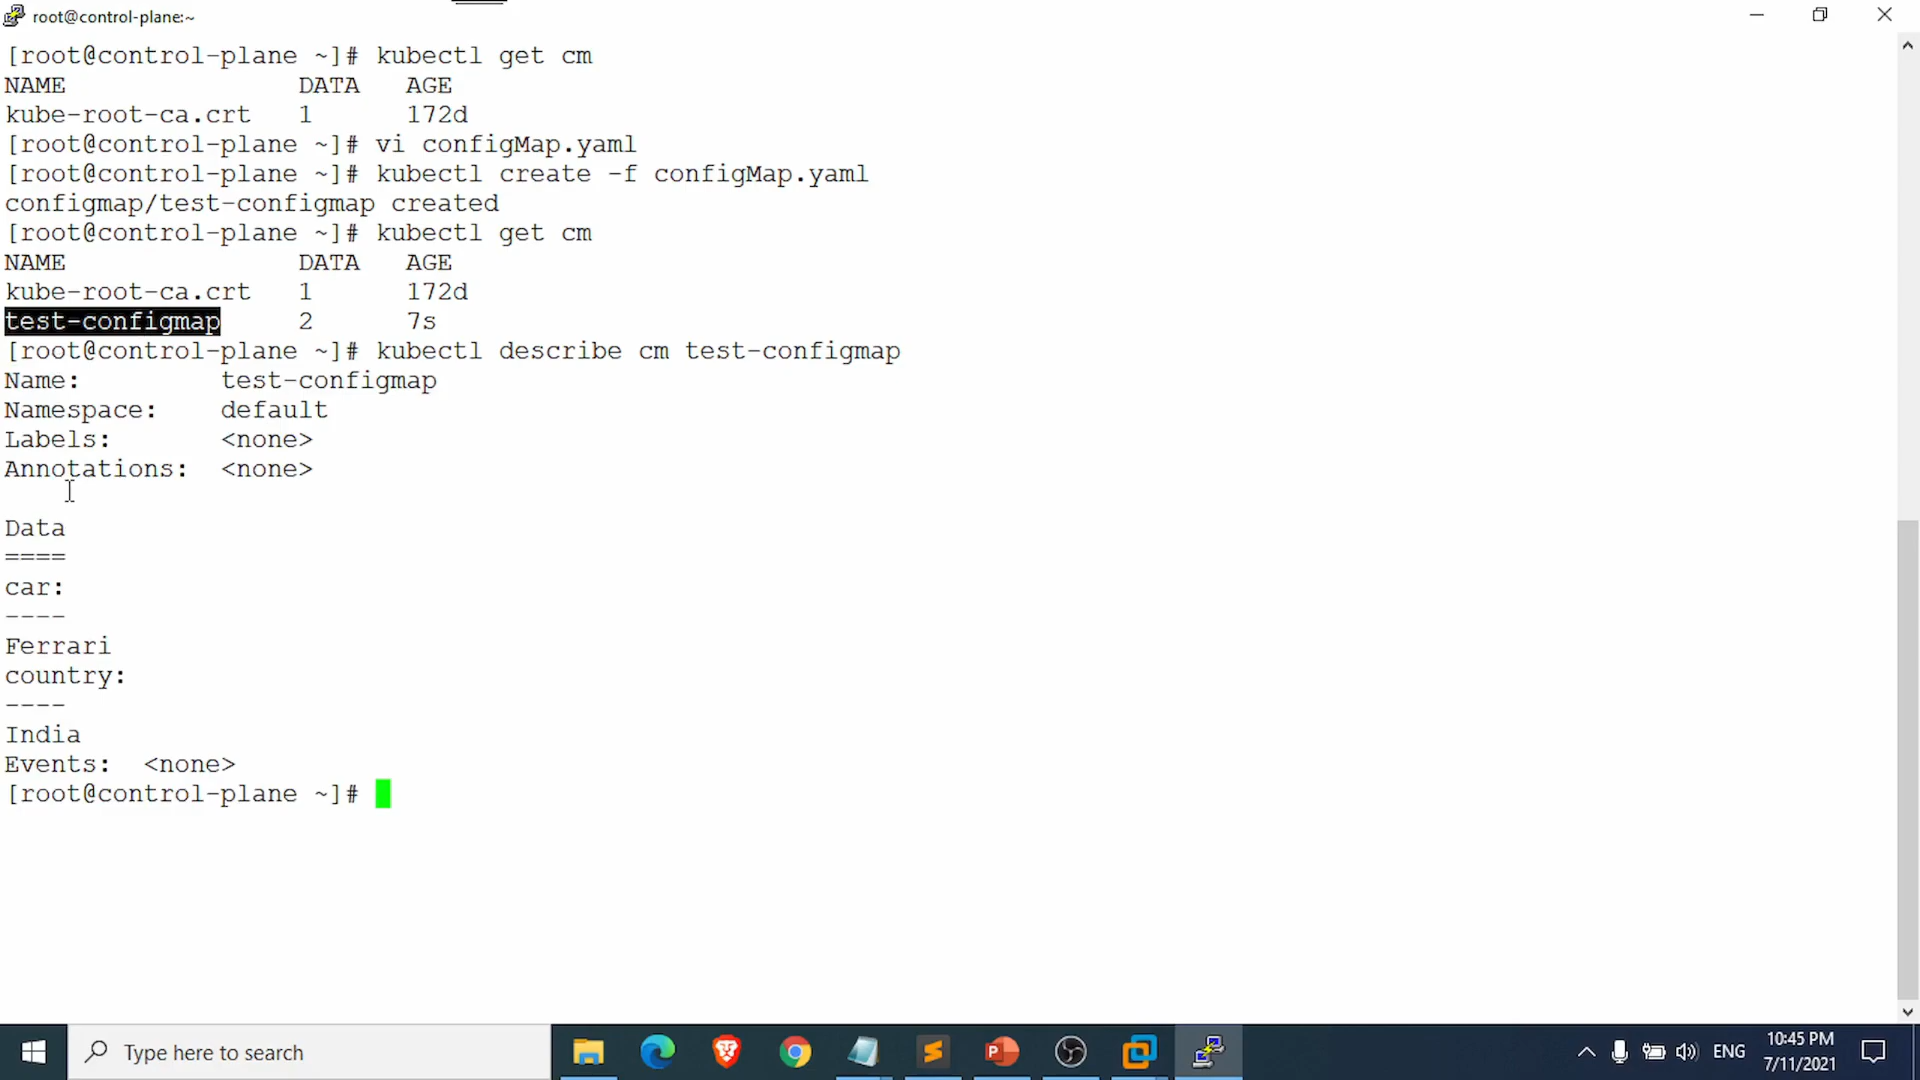 root@control-plane:~
[root@control-plane ~]# kubectl get cm
NAME DATA AGE
kube-root-ca.crt 1 172d
[root@control-plane ~]# vi configMap.yaml
[root@control-plane ~]# kubectl create -f configMap.yaml
configmap/test-configmap created
[root@control-plane ~]# kubectl get cm
NAME DATA AGE
kube-root-ca.crt 1 172d
test-configmap 2 7s
[root@control-plane ~]# kubectl describe cm test-configmap
Name: test-configmap
Namespace: default
Labels: <none>
Annotations: <none>
Data
====
car:
----
Ferrari
country:
----
India
Events: <none>
[root@control-plane ~]#
Type here to search
ENG
10:45 PM
7/11/2021